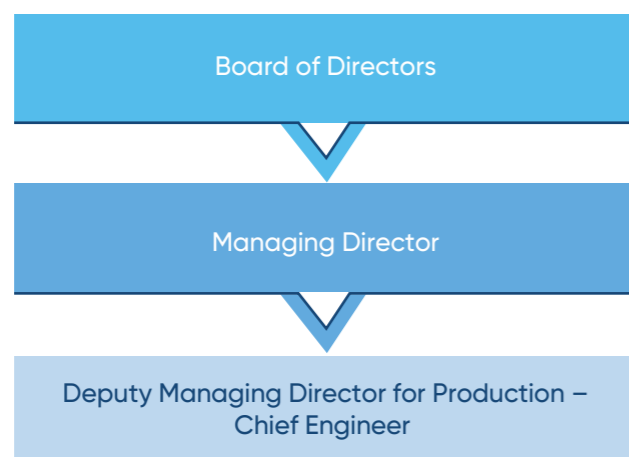 Board of Directors
Managing Director
Deputy Managing Director for Production –
Chief Engineer